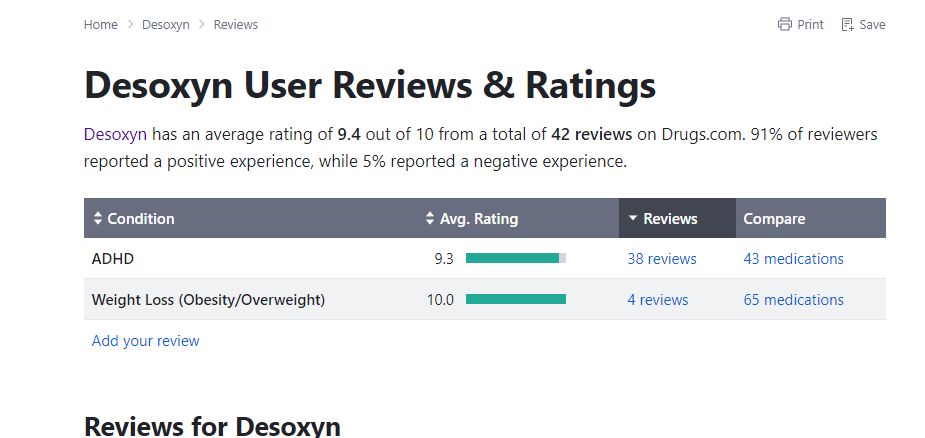 Home > Desoxyn > Reviews Print Save
Desoxyn User Reviews & Ratings
Desoxyn has an average rating of 9.4 out of 10 from a total of 42 reviews on Drugs.com. 91% of reviewers
reported a positive experience, while 5% reported a negative experience.
Condition Avg. Rating Reviews Compare
ADHD 9.3 38 reviews 43 medications
Weight Loss (Obesity/Overweight) 10.0 4 reviews 65 medications
Add your review
Reviews for Desoxyn